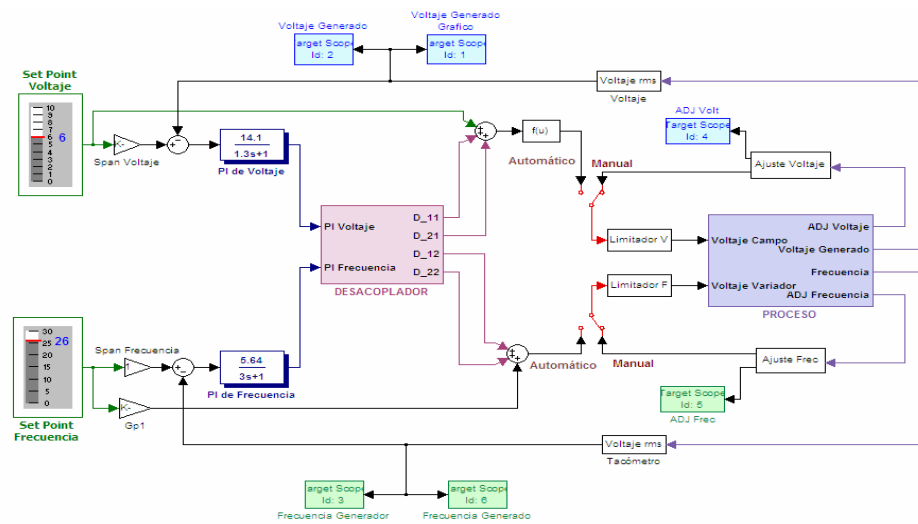 Voltaje Generado
Voltaje Generado
Grafico
arget Scope
Id: 2
arget Scope
Id: 1
Set Point
Voltaje
10
9
8
7
6
5
4
3
2
1
0
6
K-
Span Voltaje
14.1
1.3s+1
PI de Voltaje
f(u)
Voltaje rms
Voltaje
ADJ Volt
Target Scope
Id: 4
Automático
Manual
Ajuste Voltaje
PI Voltaje
PI Frecuencia
D_11
D_21
D_12
D_22
DESACOPLADOR
Limitador V
Limitador F
Voltaje Campo
Voltaje Variador
ADJ Voltaje
Voltaje Generado
Frecuencia
ADJ Frecuencia
PROCESO
Set Point
Frecuencia
30
25
20
15
10
5
0
26
Span Frecuencia
1
K-
Gp1
5.64
3s+1
PI de Frecuencia
Automático
Manual
Ajuste Frec
Target Scope
Id: 5
ADJ Frec
Voltaje rms
Tacómetro
arget Scope
Id: 3
Frecuencia Generador
arget Scope
Id: 6
Frecuencia Generado